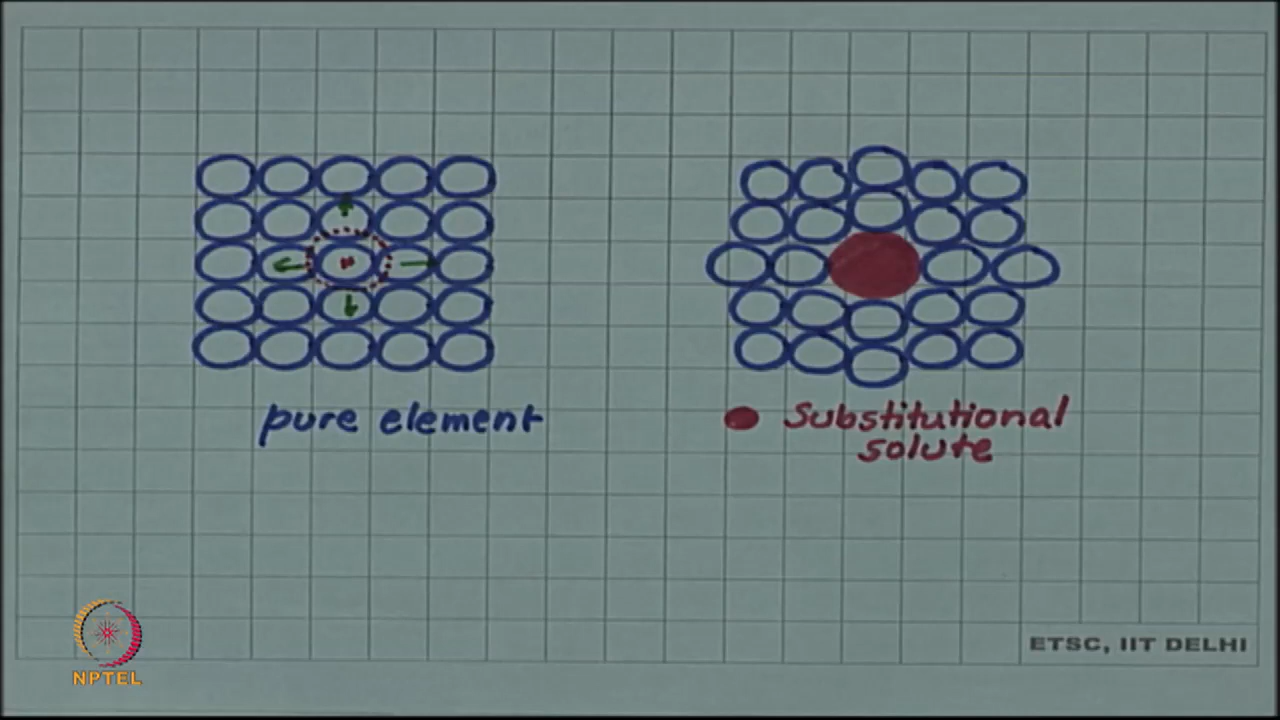 pure element
Substitutional
solute
ETSC, IIT DELHI
NPTEL